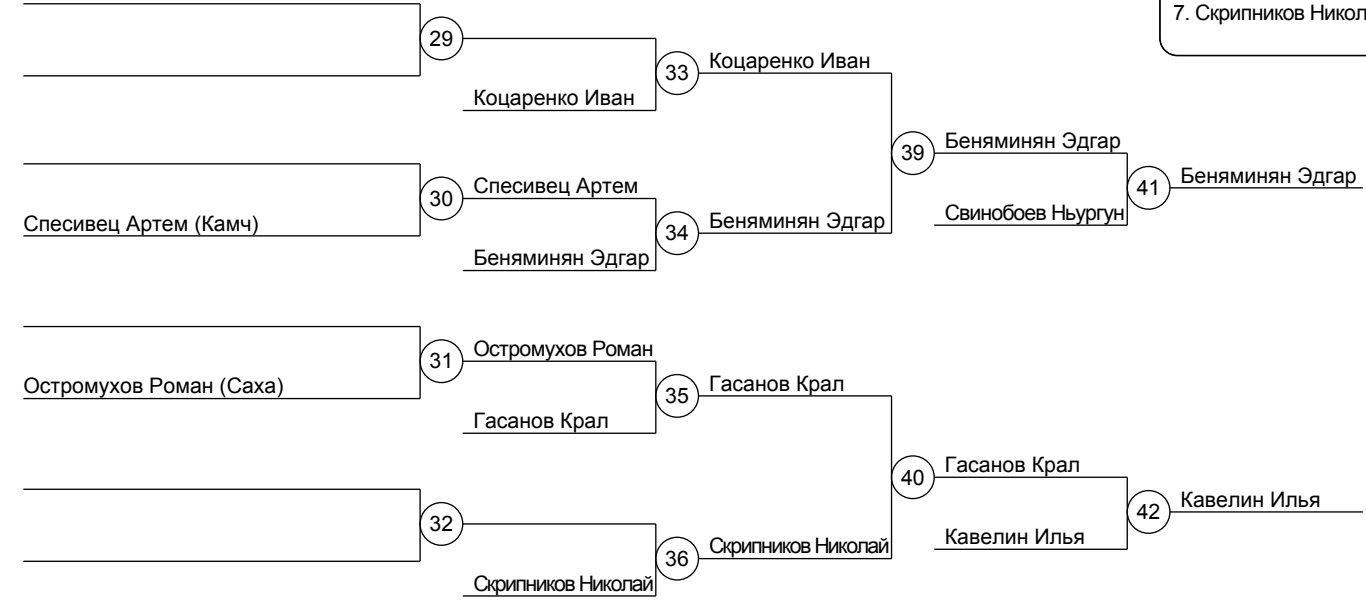 7. Скрипников Никол
29
33
Коцаренко Иван
Коцаренко Иван
39
Беняминян Эдгар
30
Спесивец Артем
41
Беняминян Эдгар
Спесивец Артем (Камч)
34
Беняминян Эдгар
Свинобоев Ньургун
Беняминян Эдгар
31
Остромухов Роман
Остромухов Роман (Саха)
35
Гасанов Крал
Гасанов Крал
40
Гасанов Крал
32
42
Кавелин Илья
36
Скрипников Николай
Кавелин Илья
Скрипников Николай